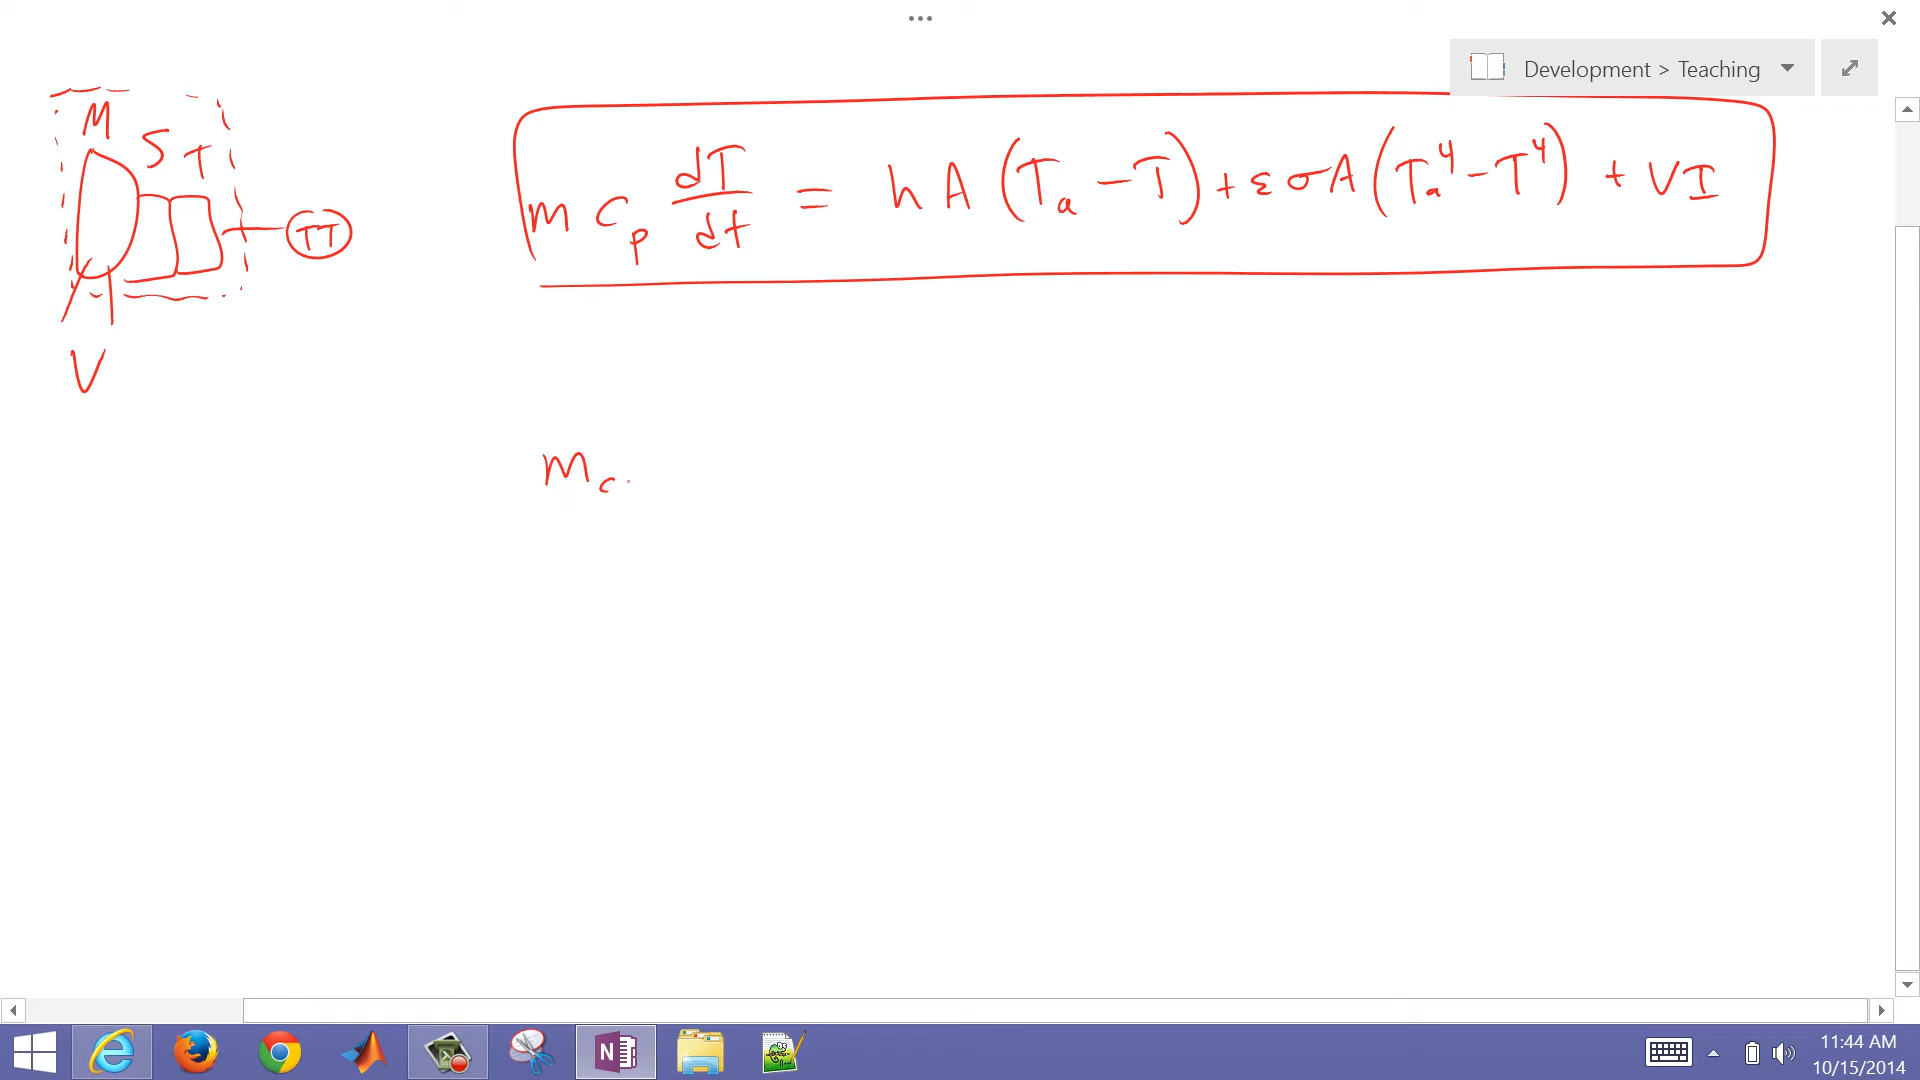 Development > Teaching
M
S T
TT
V
m c_p dT/dt = h A (T_a - T) + ε σ A (T_a^4 - T^4) + V I
m c
11:44 AM
10/15/2014